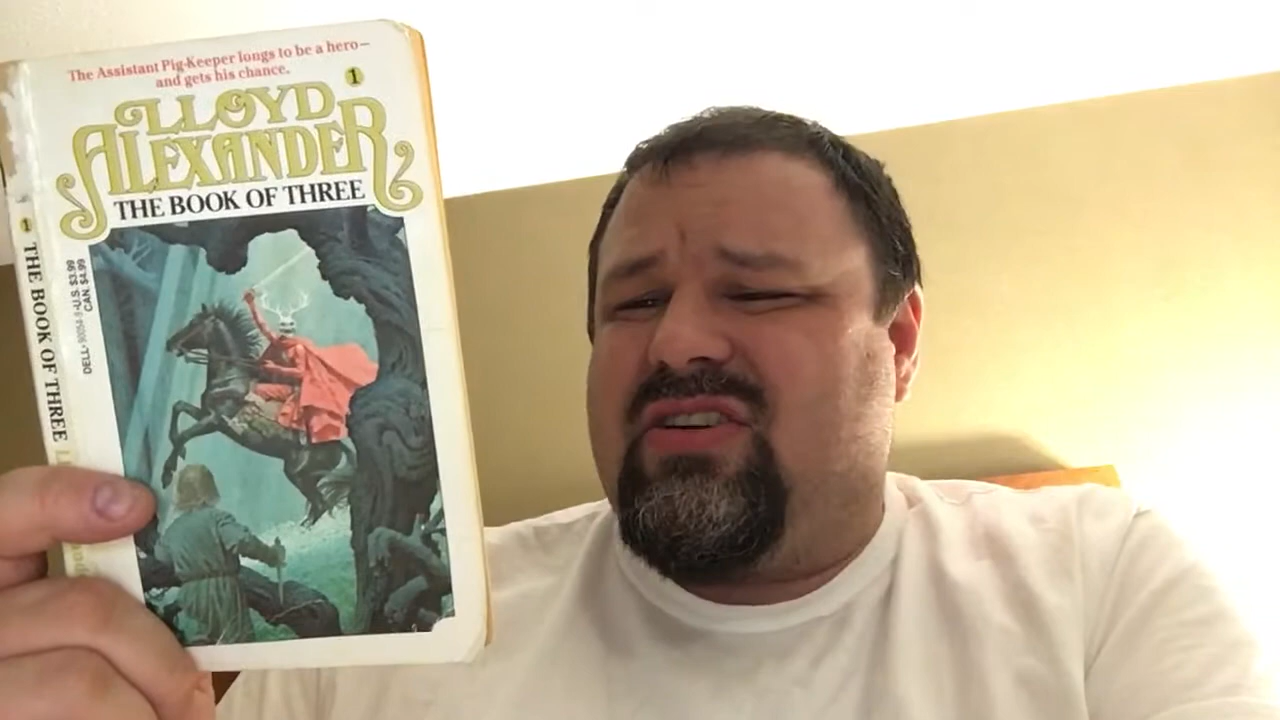 The Assistant Pig-Keeper longs to be a hero—
and gets his chance.
1
LLOYD
ALEXANDER
THE BOOK OF THREE
DELL
U.S. $3.99
CAN. $4.99
1 THE BOOK OF THREE